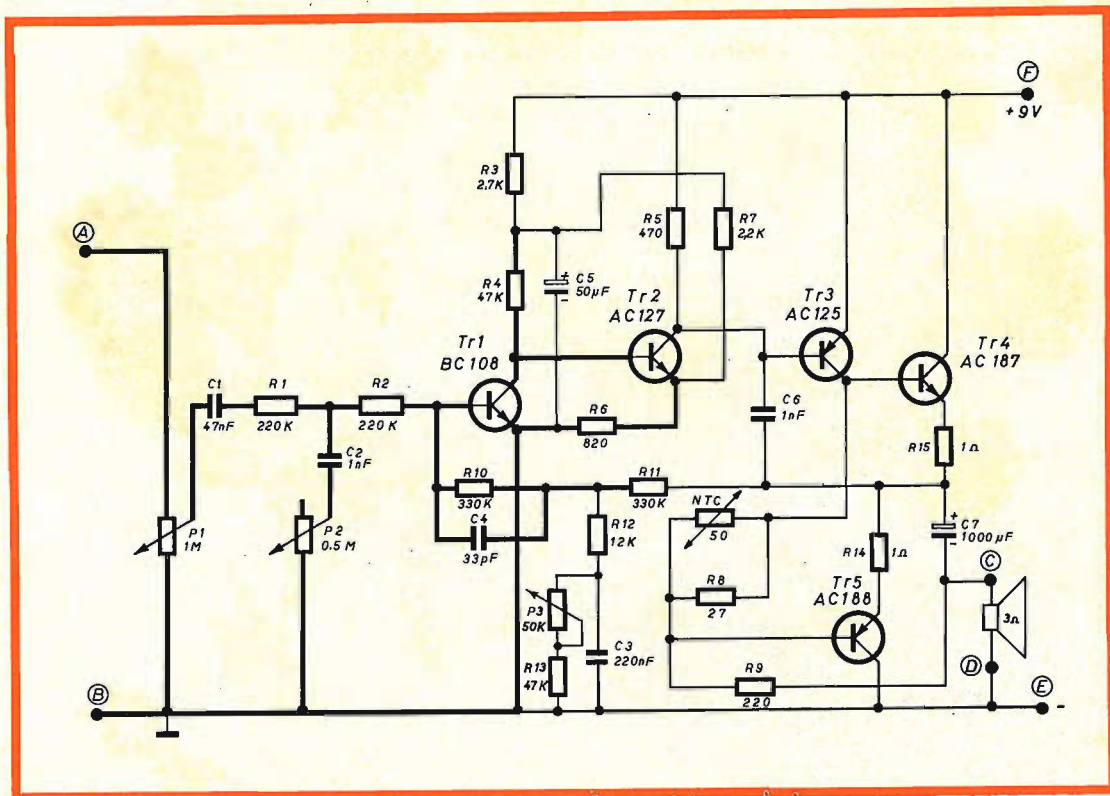 F
+9V
R3
2,7K
R5
470
R7
2,2K
A
R4
47K
+
C5
50µF
-
Tr2
AC127
Tr3
AC125
Tr4
AC187
Tr1
BC108
C1
47nF
R1
220K
R2
220K
R6
820
C6
1nF
R15
1Ω
C2
1nF
R10
330K
R11
330K
C4
33pF
NTC
50
+
C7
1000µF
-
P1
1M
P2
0.5M
R12
12K
R14
1Ω
C
3Ω
R8
27
Tr5
AC188
P3
50K
C3
220nF
R13
47K
R9
220
D
B
E
-